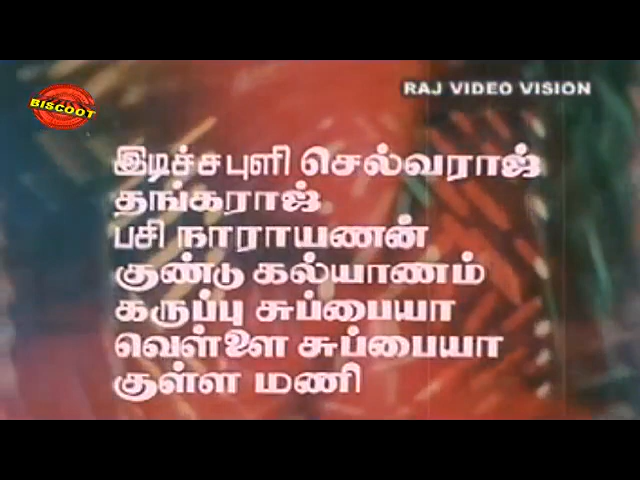 BISCOOT
RAJ VIDEO VISION
இடிச்சபுளி செல்வராஜ்
தங்கராஜ்
பசி நாராயணன்
குண்டு கல்யாணம்
கருப்பு சுப்பையா
வெள்ளை சுப்பையா
குள்ள மணி